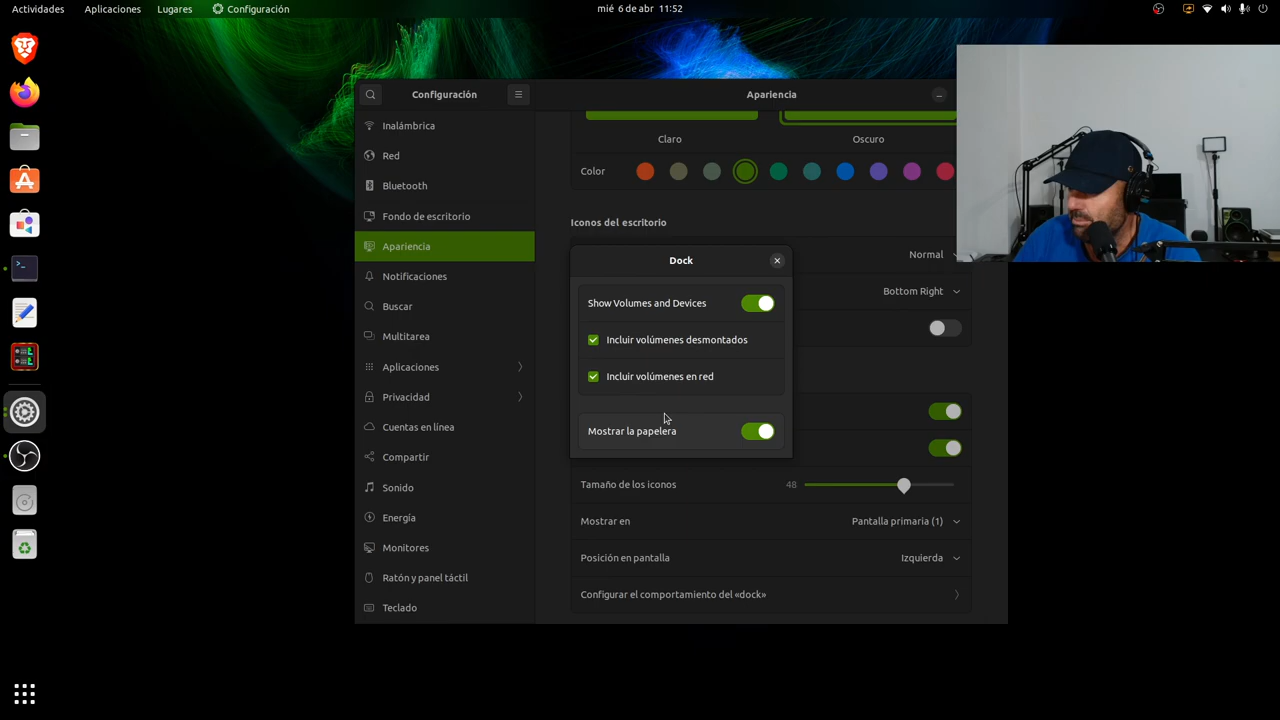 Actividades
Aplicaciones
Lugares
Configuración
mié 6 de abr 11:52
Configuración
Apariencia
Inalámbrica
Red
Bluetooth
Fondo de escritorio
Apariencia
Notificaciones
Buscar
Multitarea
Aplicaciones
Privacidad
Cuentas en línea
Compartir
Sonido
Energía
Monitores
Ratón y panel táctil
Teclado
Claro
Oscuro
Color
Iconos del escritorio
Normal
Bottom Right
Dock
Show Volumes and Devices
Incluir volúmenes desmontados
Incluir volúmenes en red
Mostrar la papelera
Tamaño de los iconos 48
Mostrar en Pantalla primaria (1)
Posición en pantalla Izquierda
Configurar el comportamiento del «dock»